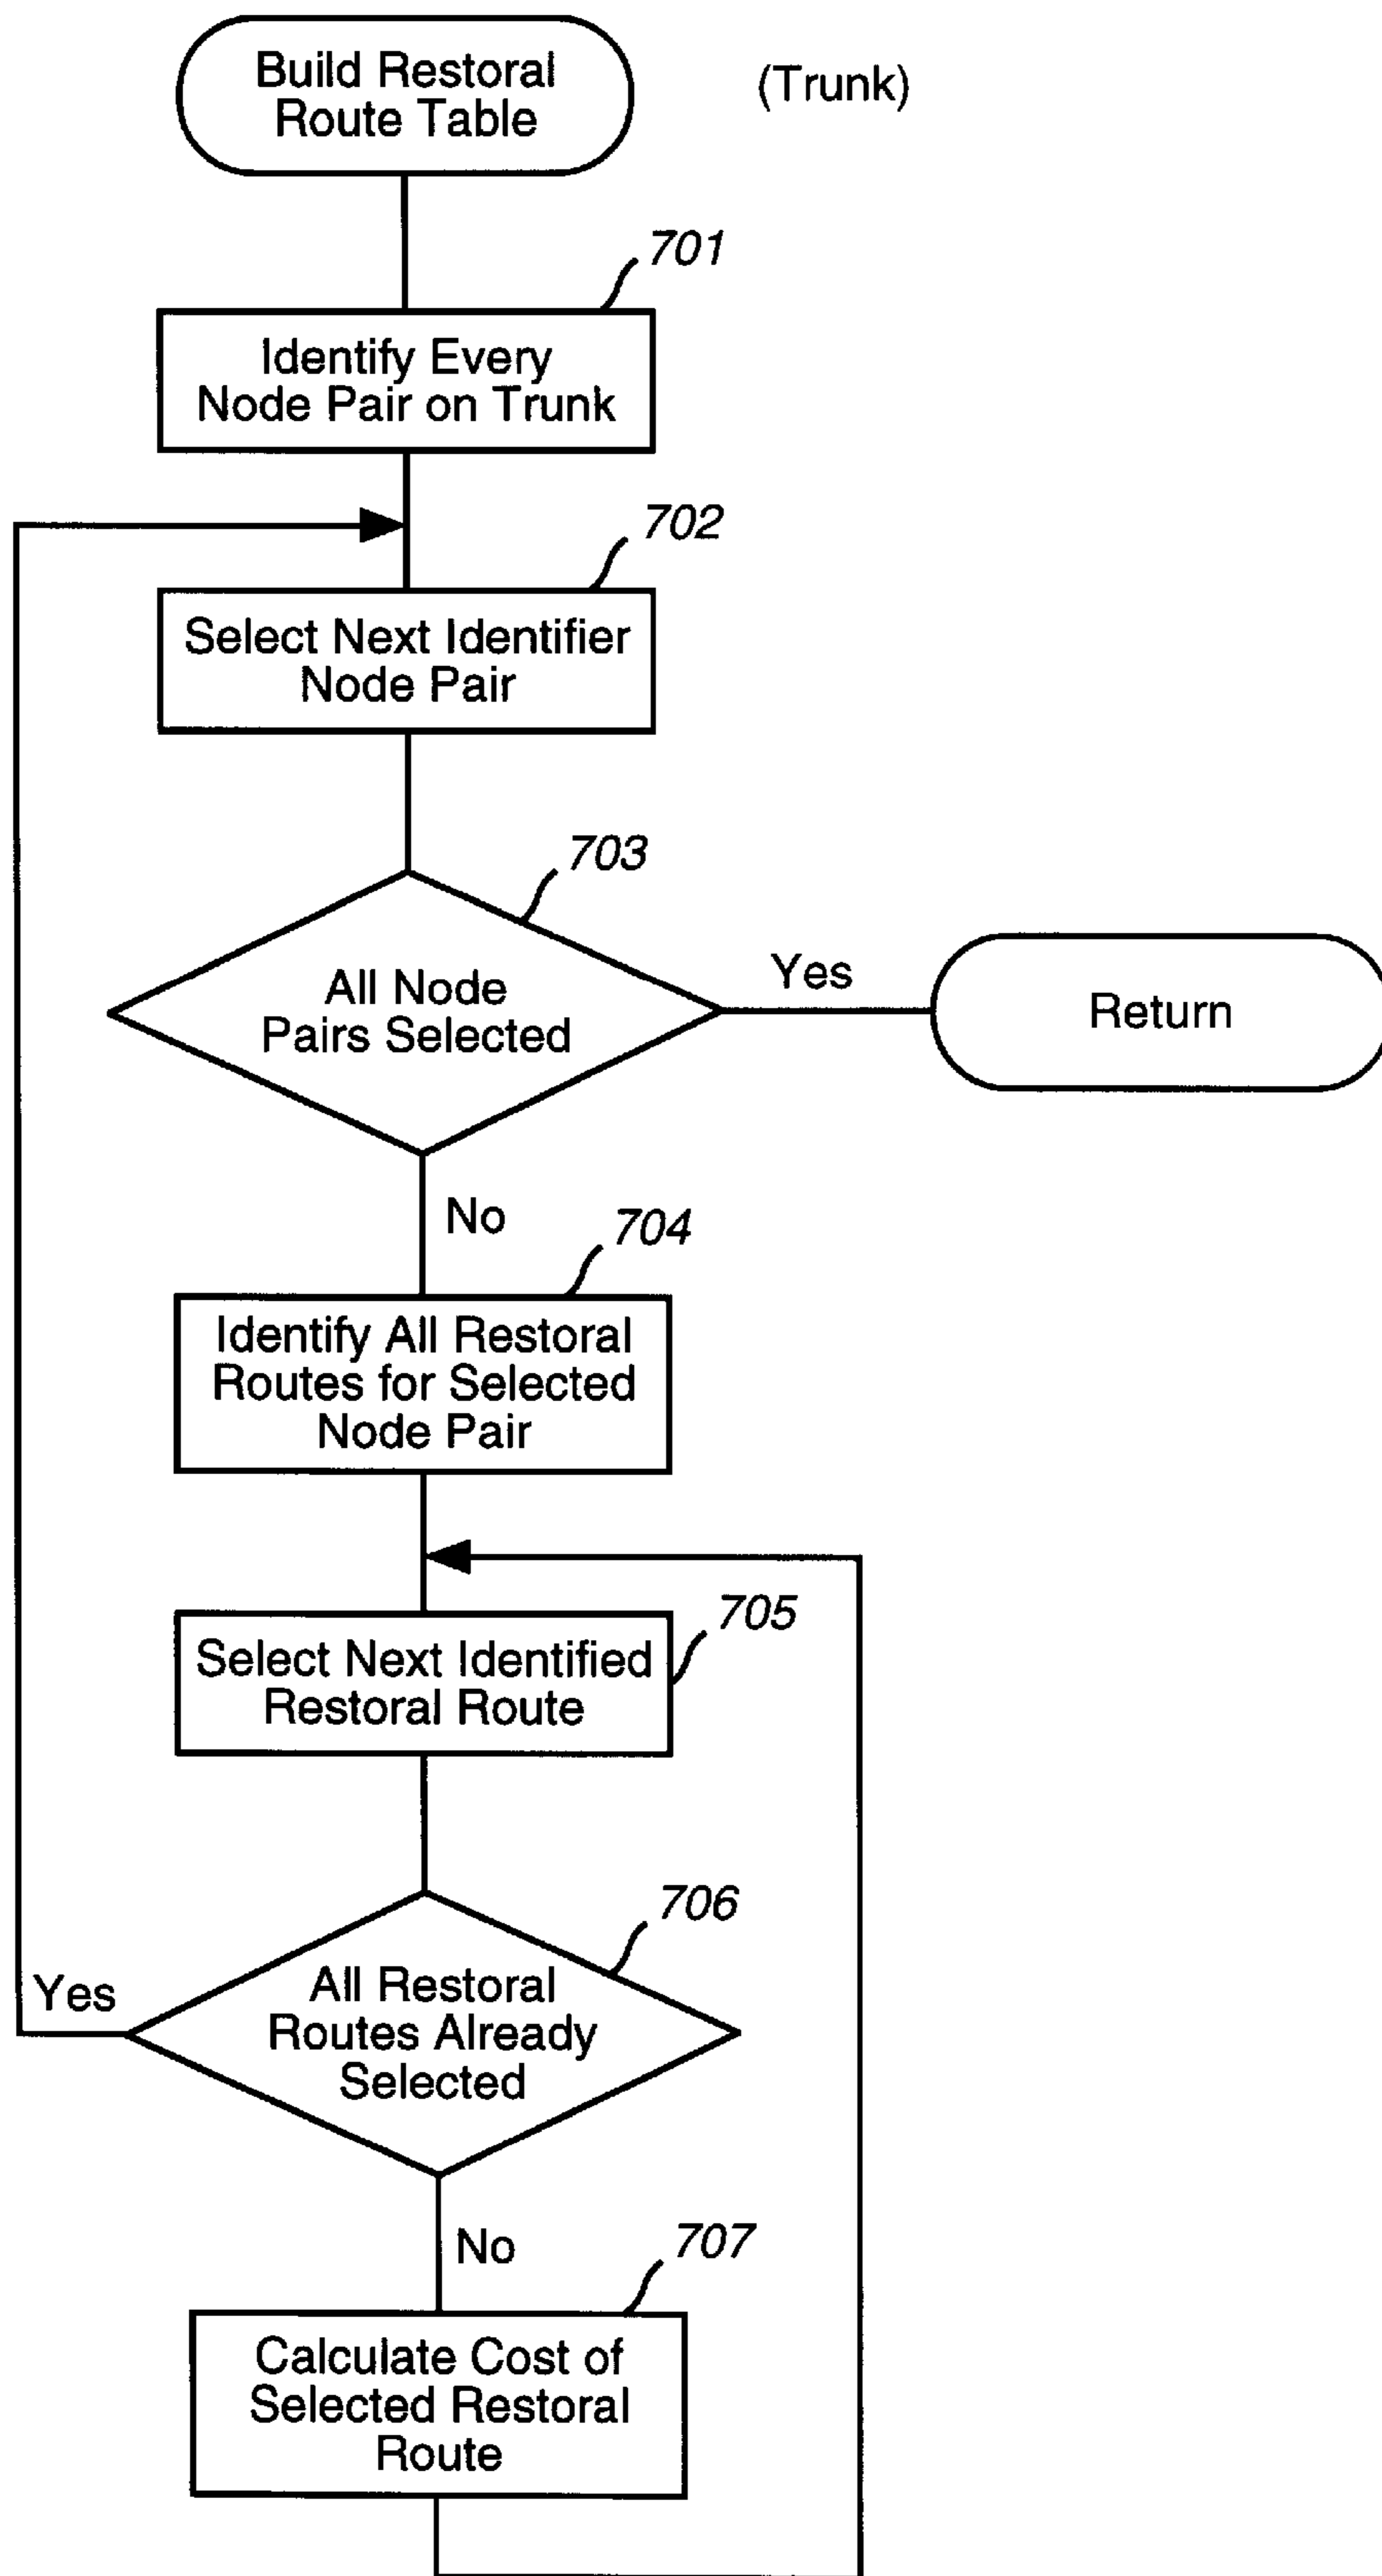 Build Restoral
Route Table
(Trunk)
701
Identify Every
Node Pair on Trunk
702
Select Next Identifier
Node Pair
703
All Node
Pairs Selected
Yes
Return
No
704
Identify All Restoral
Routes for Selected
Node Pair
705
Select Next Identified
Restoral Route
706
All Restoral
Routes Already
Selected
Yes
No
707
Calculate Cost of
Selected Restoral
Route